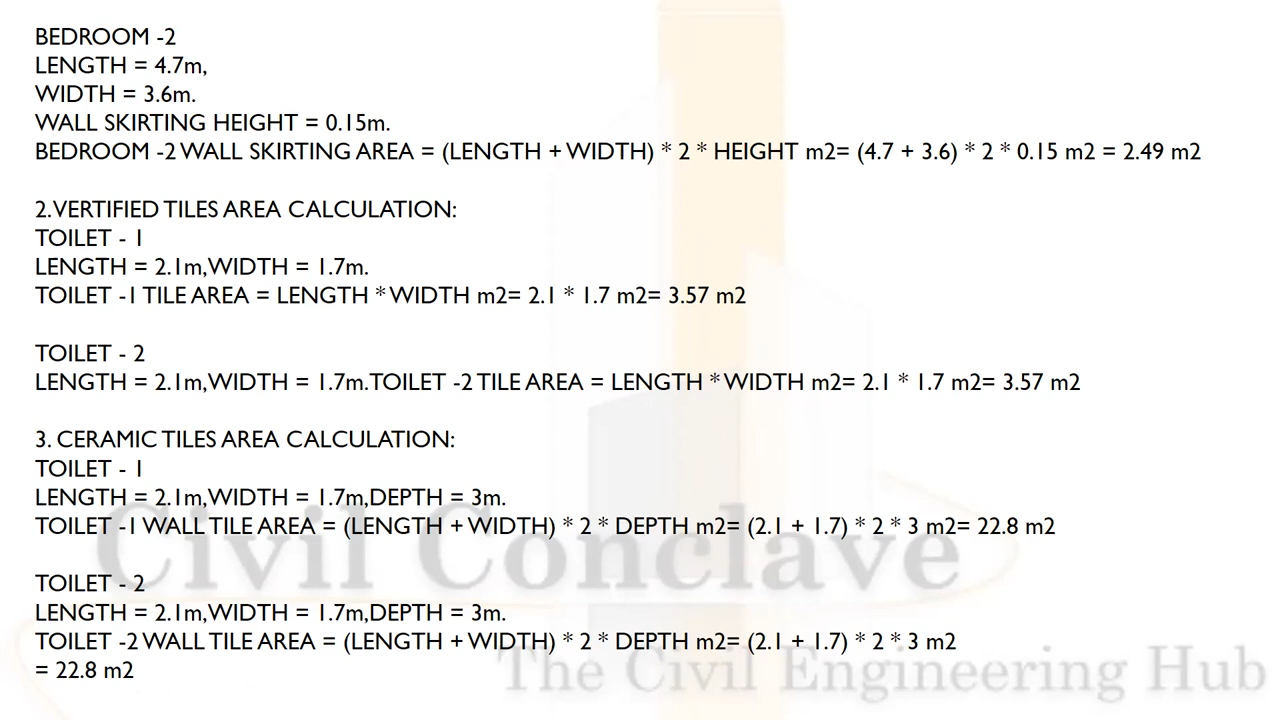 BEDROOM -2
LENGTH = 4.7m,
WIDTH = 3.6m.
WALL SKIRTING HEIGHT = 0.15m.
BEDROOM -2 WALL SKIRTING AREA = (LENGTH + WIDTH) * 2 * HEIGHT m2= (4.7 + 3.6) * 2 * 0.15 m2 = 2.49 m2
2.VERTIFIED TILES AREA CALCULATION:
TOILET - 1
LENGTH = 2.1m,WIDTH = 1.7m.
TOILET -1 TILE AREA = LENGTH * WIDTH m2= 2.1 * 1.7 m2= 3.57 m2
TOILET - 2
LENGTH = 2.1m,WIDTH = 1.7m.TOILET -2 TILE AREA = LENGTH * WIDTH m2= 2.1 * 1.7 m2= 3.57 m2
3. CERAMIC TILES AREA CALCULATION:
TOILET - 1
LENGTH = 2.1m,WIDTH = 1.7m,DEPTH = 3m.
TOILET -1 WALL TILE AREA = (LENGTH + WIDTH) * 2 * DEPTH m2= (2.1 + 1.7) * 2 * 3 m2= 22.8 m2
Civil Conclave
TOILET - 2
LENGTH = 2.1m,WIDTH = 1.7m,DEPTH = 3m.
TOILET -2 WALL TILE AREA = (LENGTH + WIDTH) * 2 * DEPTH m2= (2.1 + 1.7) * 2 * 3 m2
= 22.8 m2
The Civil Engineering Hub